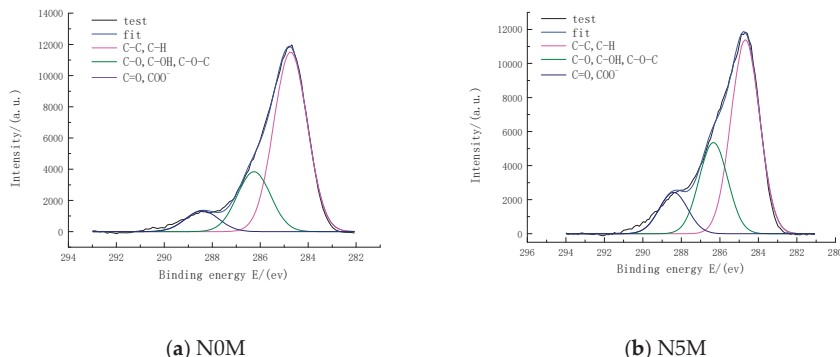 test
fit
C-C, C-H
C-O, C-OH, C-O-C
C=O, COO⁻
14000
12000
10000
8000
6000
4000
2000
0
Intensity/(a.u.)
294 292 290 288 286 284 282
Binding energy E/(ev)
(a) N0M
test
fit
C-C, C-H
C-O, C-OH, C-O-C
C=O, COO⁻
12000
10000
8000
6000
4000
2000
0
Intensity/(a.u.)
296 294 292 290 288 286 284 282 280
Binding energy E/(ev)
(b) N5M